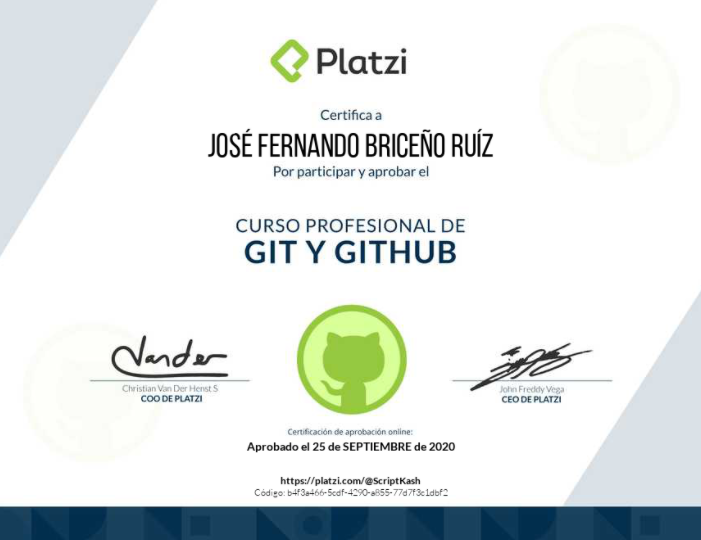 Platzi
Certifica a
JOSÉ FERNANDO BRICEÑO RUÍZ
Por participar y aprobar el
CURSO PROFESIONAL DE
GIT Y GITHUB
Vander
Christian Van Der Henst S
COO DE PLATZI
John Freddy Vega
CEO DE PLATZI
Certificación de aprobación online:
Aprobado el 25 de SEPTIEMBRE de 2020
https://platzi.com/@ScriptKash
Código: b4f3a466-5cdf-4290-a855-77d7f3c1dbf2